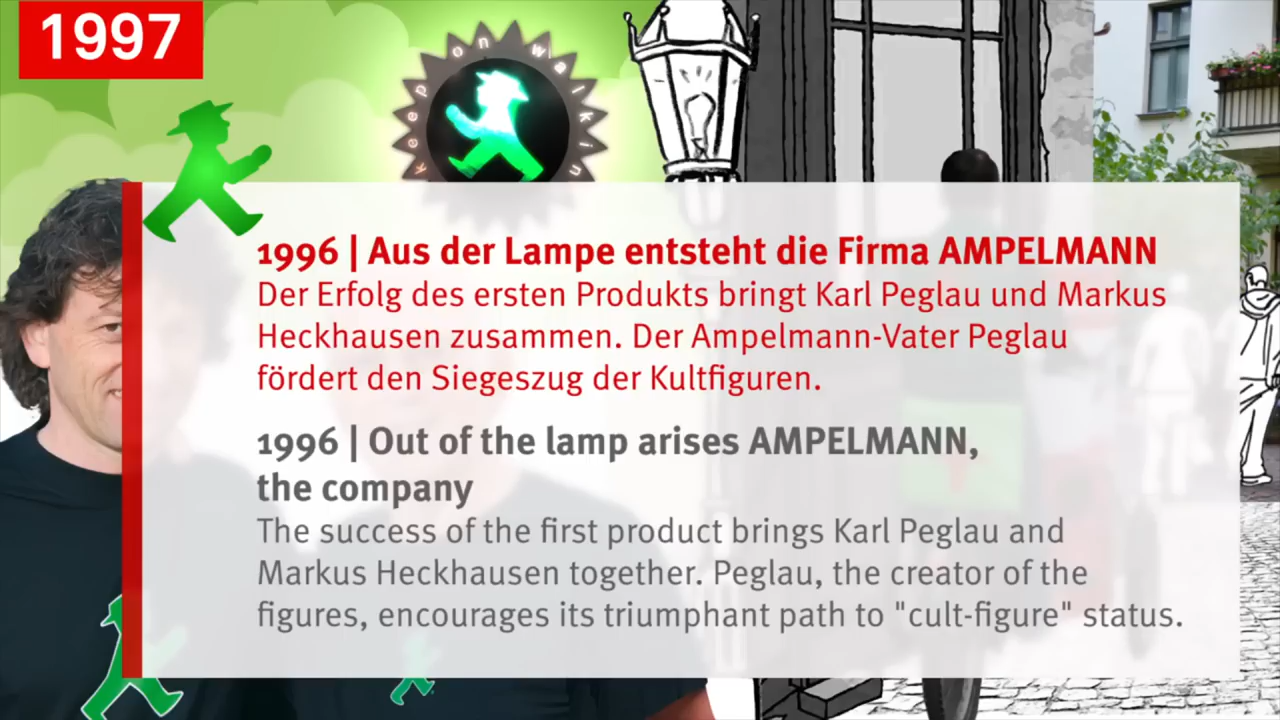 1997
keep on walkin
1996 | Aus der Lampe entsteht die Firma AMPELMANN
Der Erfolg des ersten Produkts bringt Karl Peglau und Markus
Heckhausen zusammen. Der Ampelmann-Vater Peglau
fördert den Siegeszug der Kultfiguren.
1996 | Out of the lamp arises AMPELMANN,
the company
The success of the first product brings Karl Peglau and
Markus Heckhausen together. Peglau, the creator of the
figures, encourages its triumphant path to "cult-figure" status.